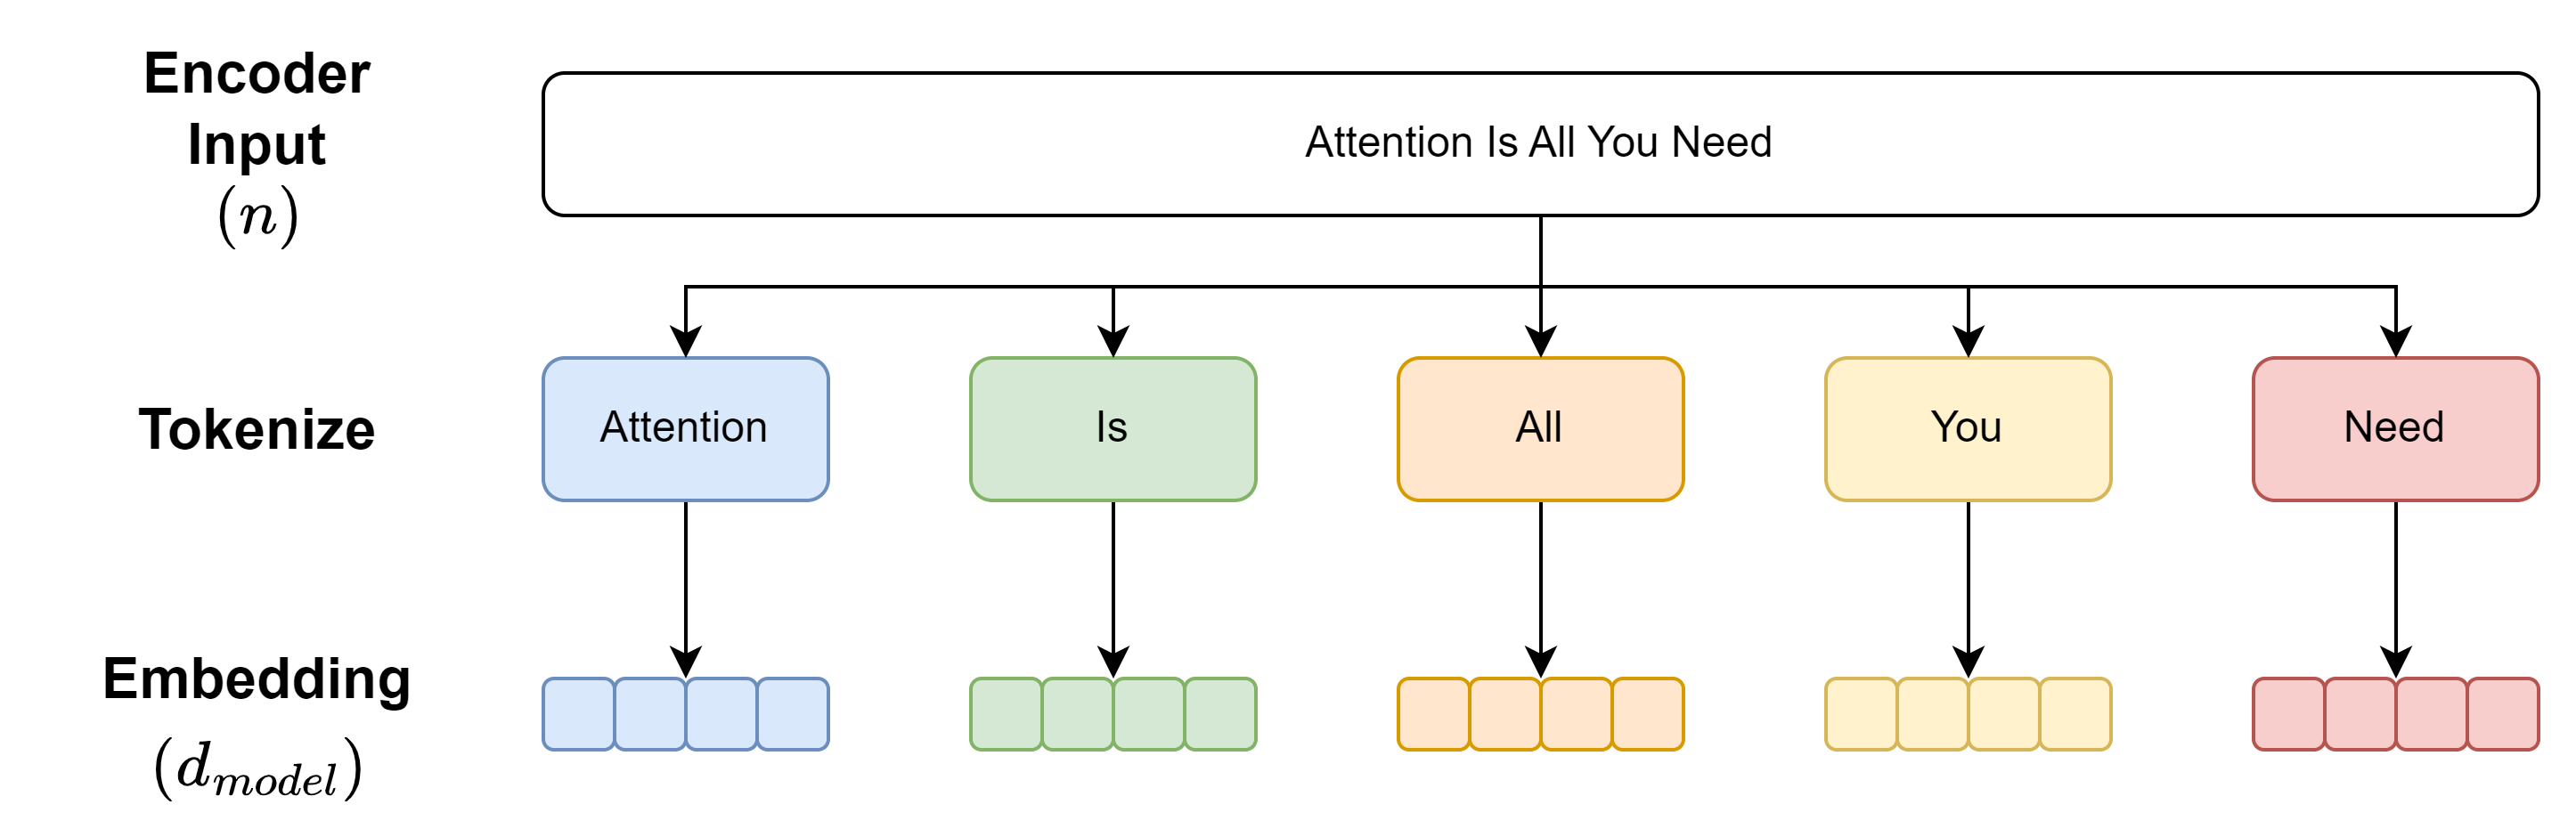 Encoder
Input
(n)
Attention Is All You Need
Tokenize
Attention
Is
All
You
Need
Embedding
(d_{model})